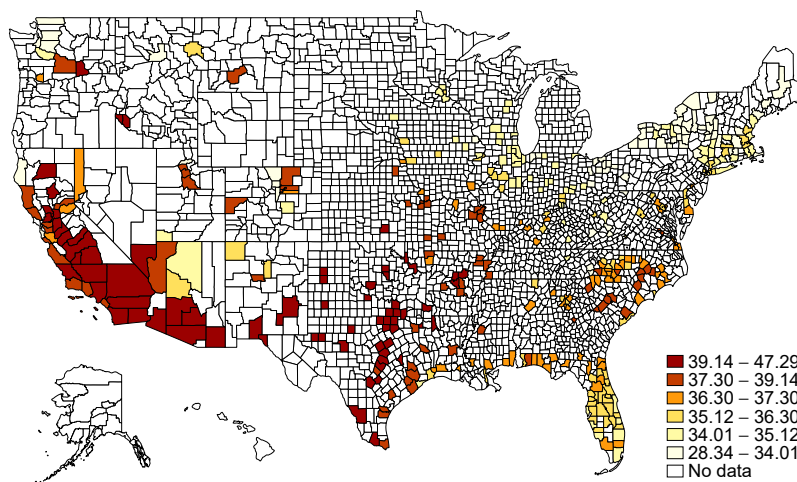 39.14 – 47.29
37.30 – 39.14
36.30 – 37.30
35.12 – 36.30
34.01 – 35.12
28.34 – 34.01
No data